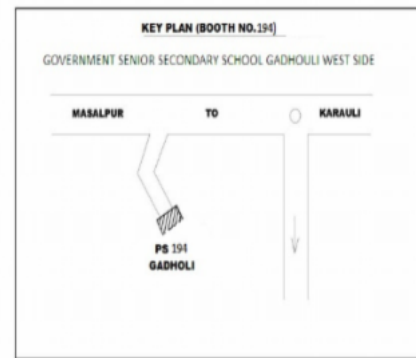 KEY PLAN (BOOTH NO.194)
GOVERNMENT SENIOR SECONDARY SCHOOL GADHOULI WEST SIDE
MASALPUR TO KARAULI
PS 194
GADHOLI